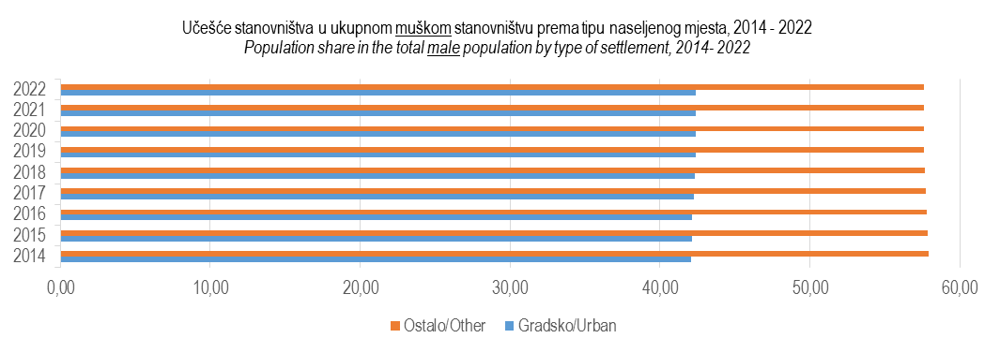 Učešće stanovništva u ukupnom muškom stanovništvu prema tipu naseljenog mjesta, 2014 - 2022
Population share in the total male population by type of settlement, 2014- 2022
2022
2021
2020
2019
2018
2017
2016
2015
2014
0,00 10,00 20,00 30,00 40,00 50,00 60,00
Ostalo/Other Gradsko/Urban